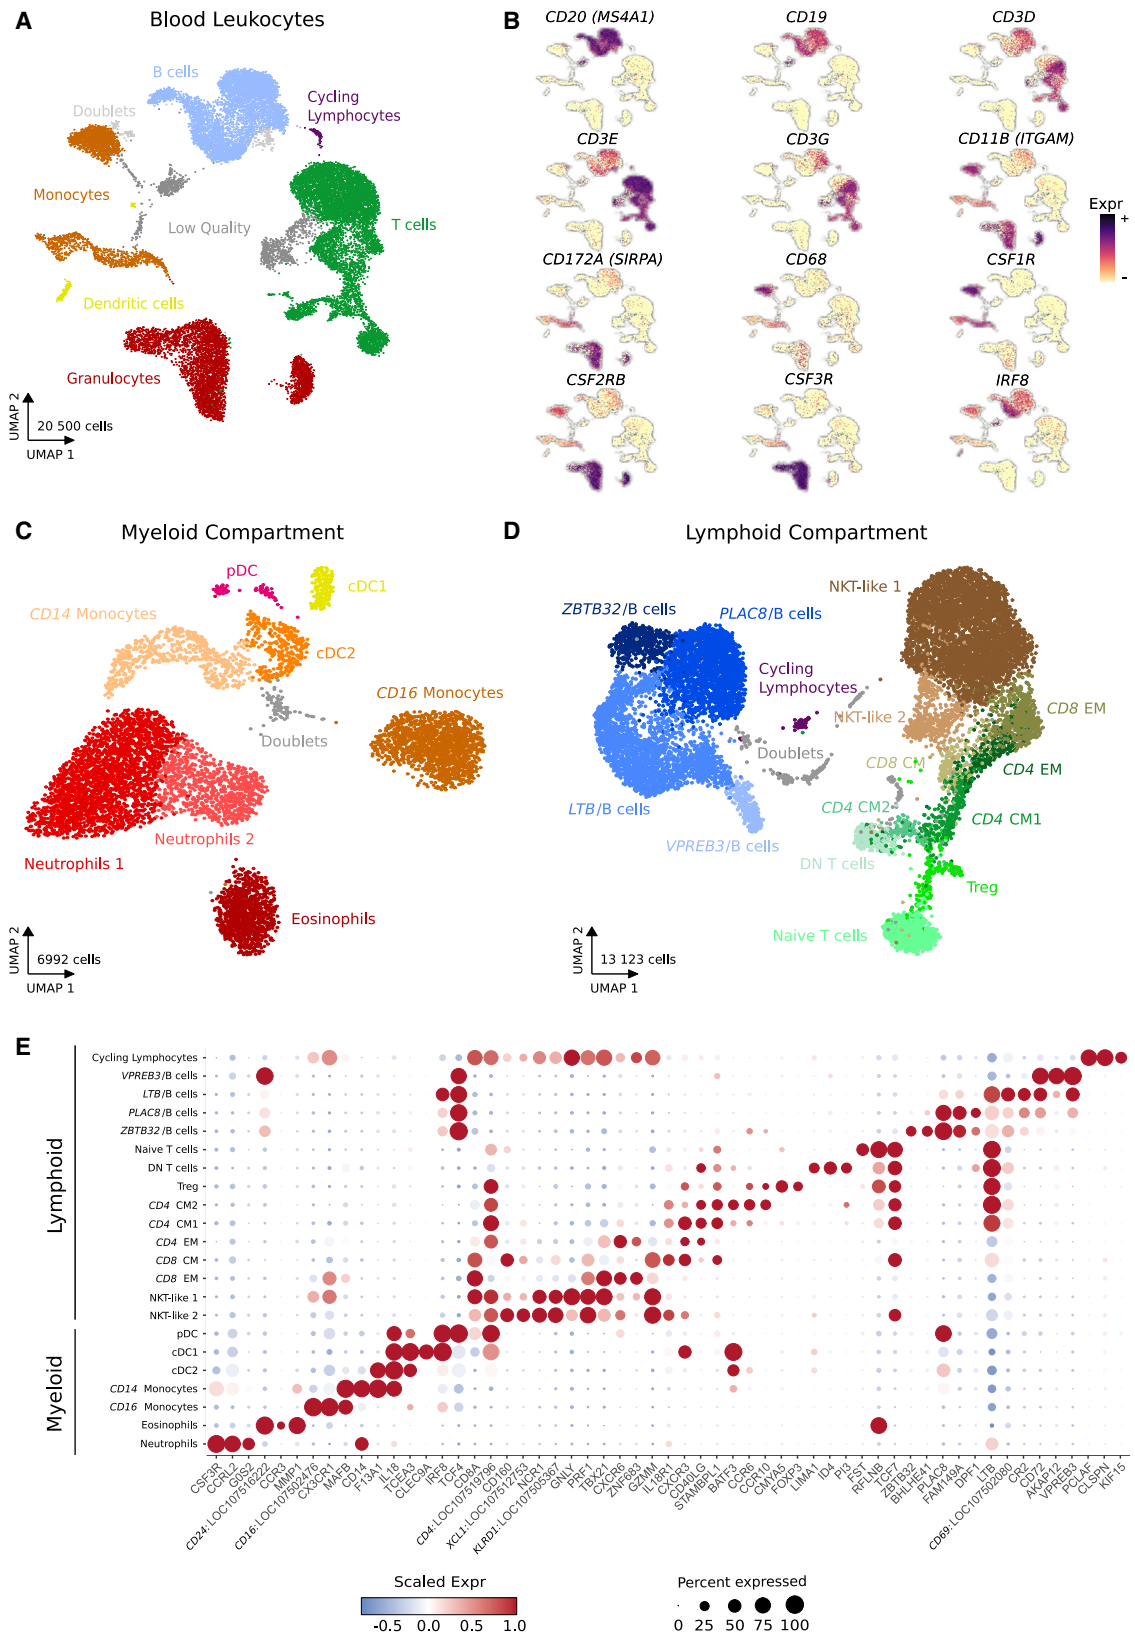 A
Blood Leukocytes
B cells
Doublets
Cycling
Lymphocytes
Monocytes
Low Quality
T cells
Dendritic cells
Granulocytes
UMAP 2
20 500 cells
UMAP 1
B
CD20 (MS4A1)
CD19
CD3D
CD3E
CD3G
CD11B (ITGAM)
CD172A (SIRPA)
CD68
CSF1R
CSF2RB
CSF3R
IRF8
Expr
+
-
C
Myeloid Compartment
pDC
cDC1
CD14 Monocytes
cDC2
CD16 Monocytes
Doublets
Neutrophils 2
Neutrophils 1
Eosinophils
UMAP 2
6992 cells
UMAP 1
D
Lymphoid Compartment
NKT-like 1
ZBTB32/B cells
PLAC8/B cells
Cycling
Lymphocytes
NKT-like 2
CD8 EM
Doublets
CD8 CM
CD4 EM
LTB/B cells
CD4 CM2
CD4 CM1
VPREB3/B cells
DN T cells
Treg
Naive T cells
UMAP 2
13 123 cells
UMAP 1
E
Lymphoid
Myeloid
Cycling Lymphocytes
VPREB3/B cells
LTB/B cells
PLAC8/B cells
ZBTB32/B cells
Naive T cells
DN T cells
Treg
CD4 CM2
CD4 CM1
CD4 EM
CD8 CM
CD8 EM
NKT-like 1
NKT-like 2
pDC
cDC1
cDC2
CD14 Monocytes
CD16 Monocytes
Eosinophils
Neutrophils
CSF3R
CCRL2
G0S2
CD24: LOC107516222
CCR3
MMP1
CD16: LOC107502476
CX3CR1
MAFB
CD14
F13A1
IL18
TCEA3
CLEC9A
IRF8
TCF4
CD8A
CD4: LOC107519796
CD160
XCL1: LOC107512753
NCR1
KLRD1: LOC107505367
GNLY
PRF1
TBX21
CXCR6
ZNF683
GZMM
IL18R1
CXCR3
CD40LG
STAMBPL1
BATF3
CCR6
CCR10
CMYA5
FOXP3
LIMA1
ID4
PI3
FST
RFLNB
TCF7
ZBTB32
BHLHE41
PLAC8
FAM149A
DPF1
LTB
CD69: LOC107502080
CR2
CD72
AKAP12
VPREB3
PCLAF
CLSPN
KIF15
Scaled Expr
-0.5 0.0 0.5 1.0
Percent expressed
0 25 50 75 100